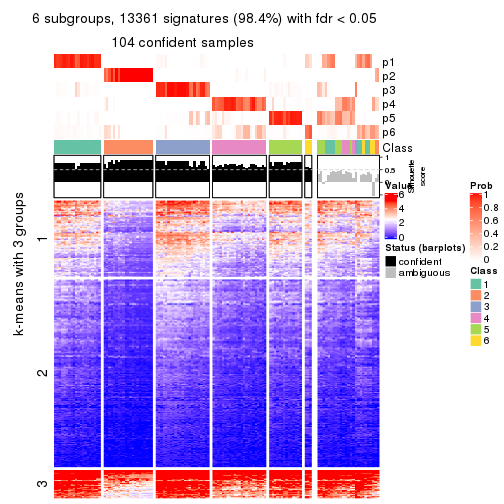 6 subgroups, 13361 signatures (98.4%) with fdr < 0.05
104 confident samples
p1
p2
p3
p4
p5
p6
Class
1
0.5
0
Silhouette
score
k-means with 3 groups
1
2
3
Value
6
4
2
0
Status (barplots)
confident
ambiguous
Prob
1
0.8
0.6
0.4
0.2
0
Class
1
2
3
4
5
6